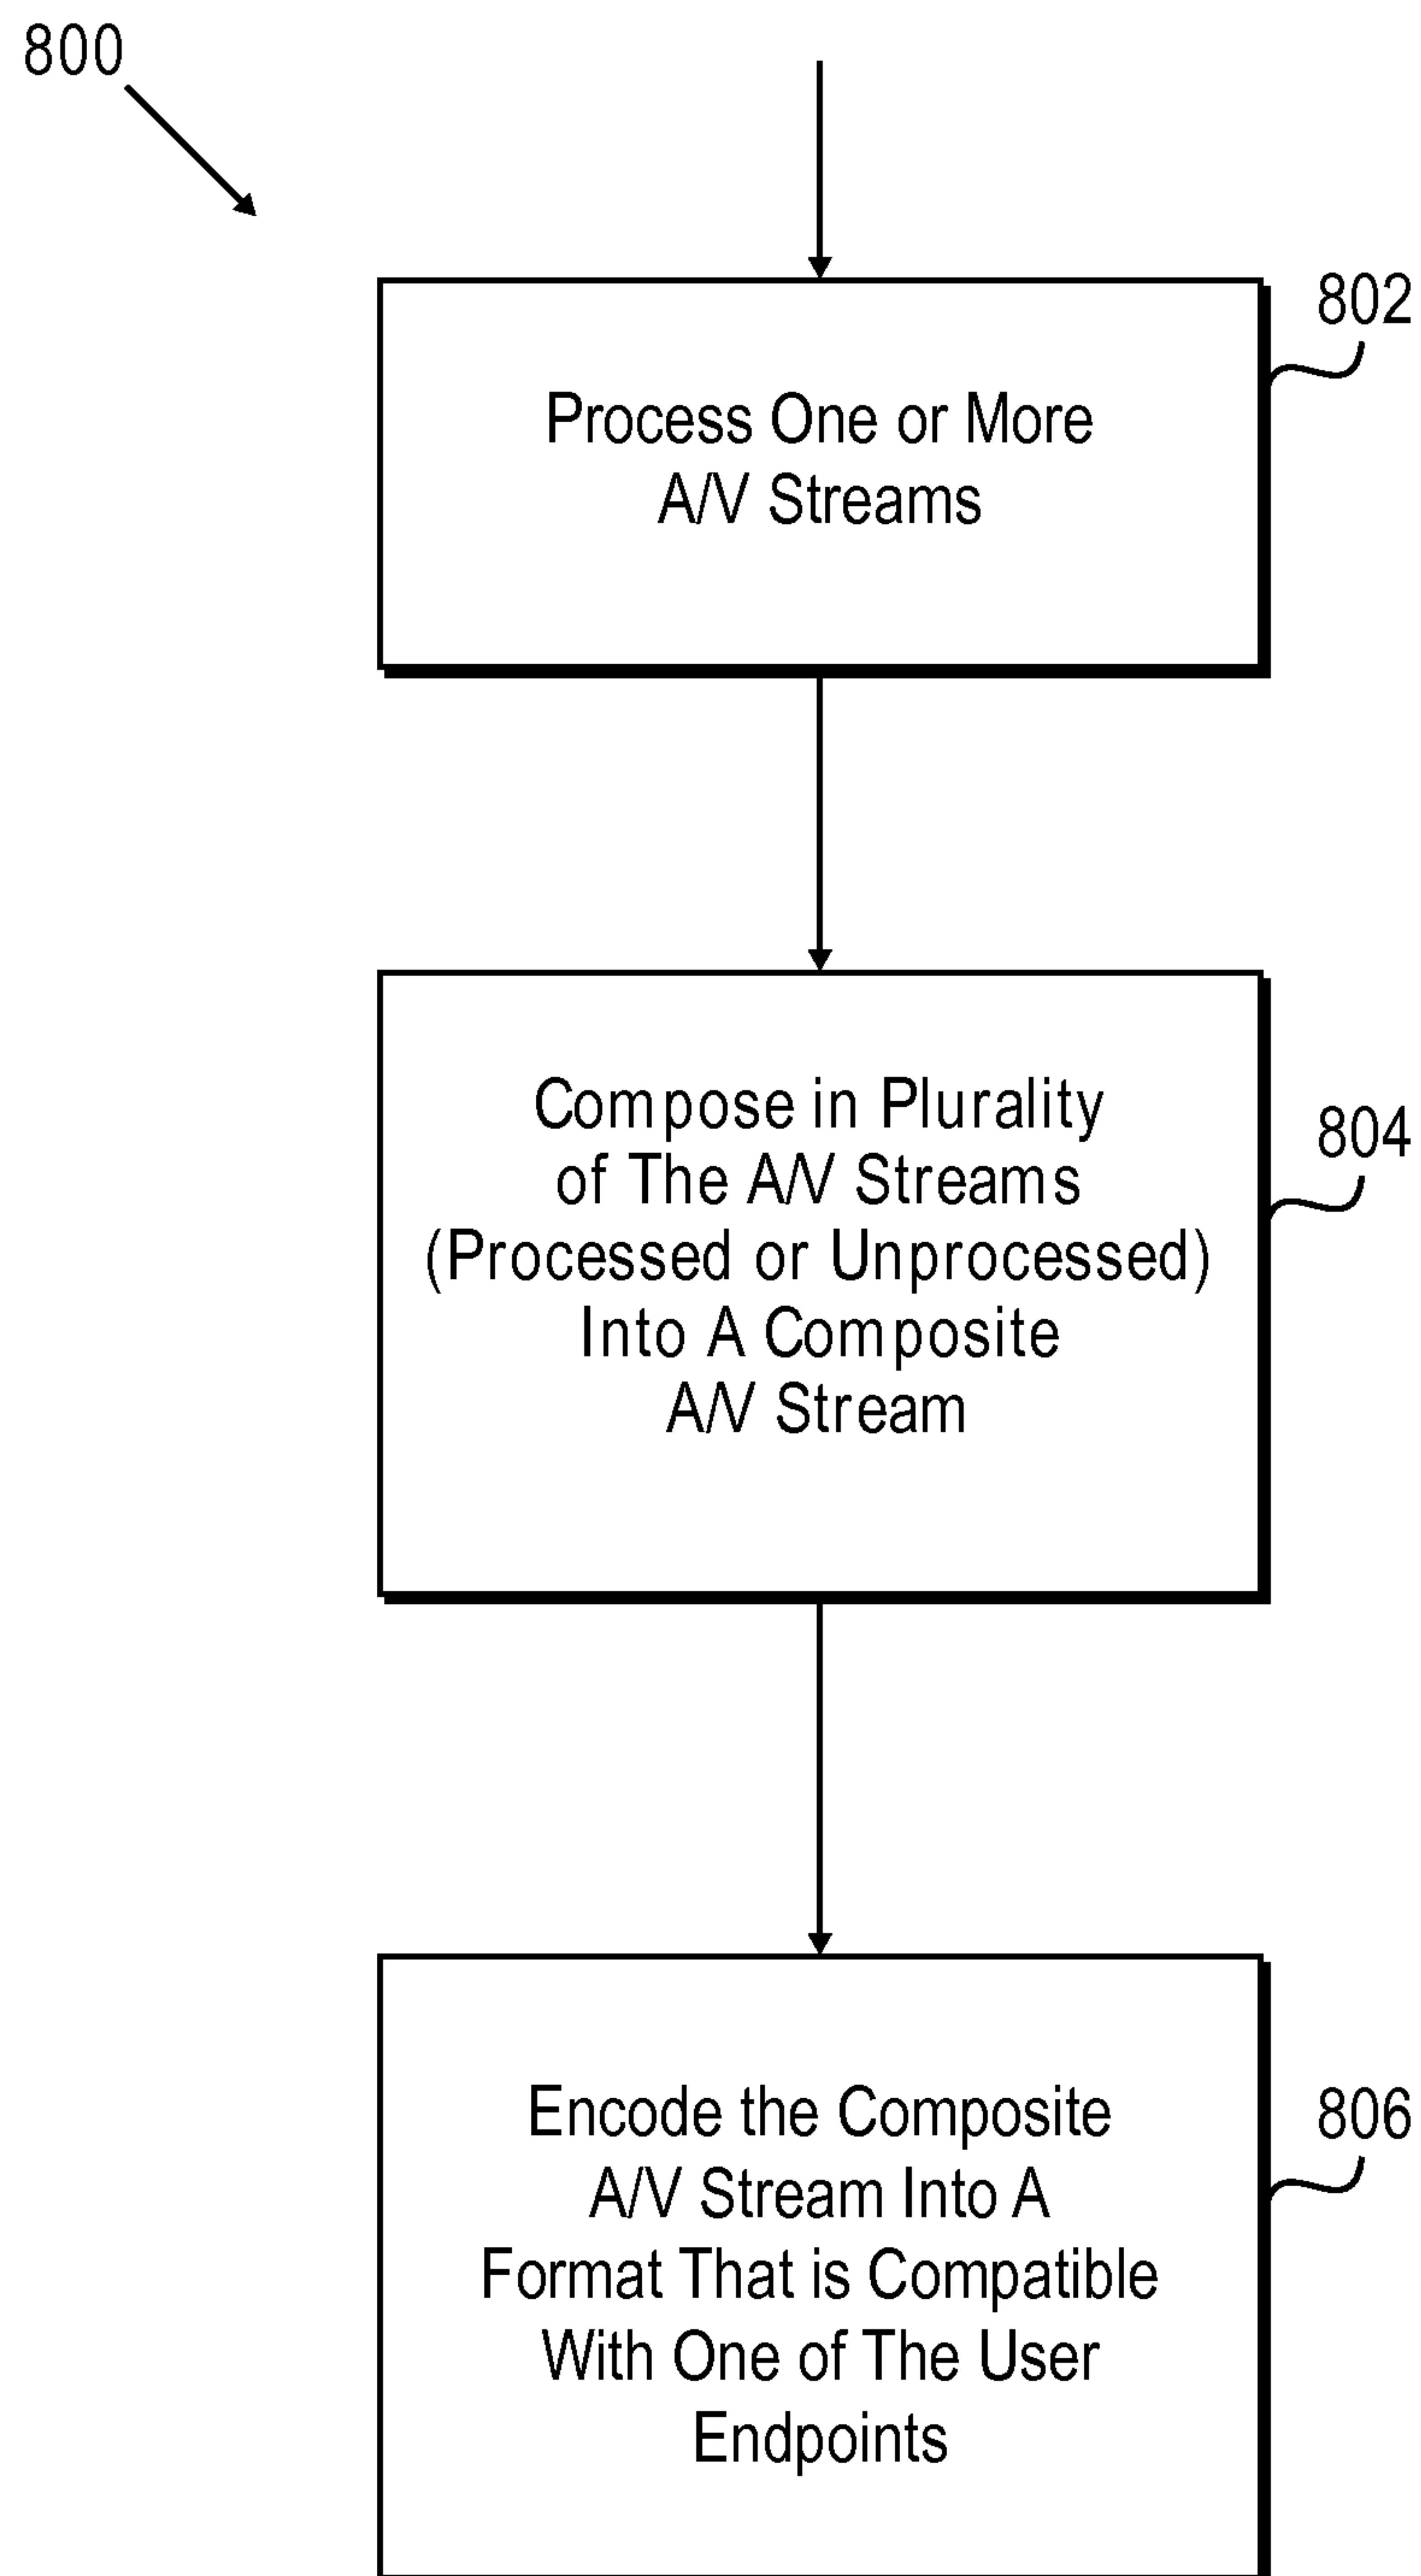 800
802
Process One or More
A/V Streams
Compose in Plurality
of The A/V Streams
(Processed or Unprocessed)
Into A Composite
A/V Stream
804
Encode the Composite
A/V Stream Into A
Format That is Compatible
With One of The User
Endpoints
806